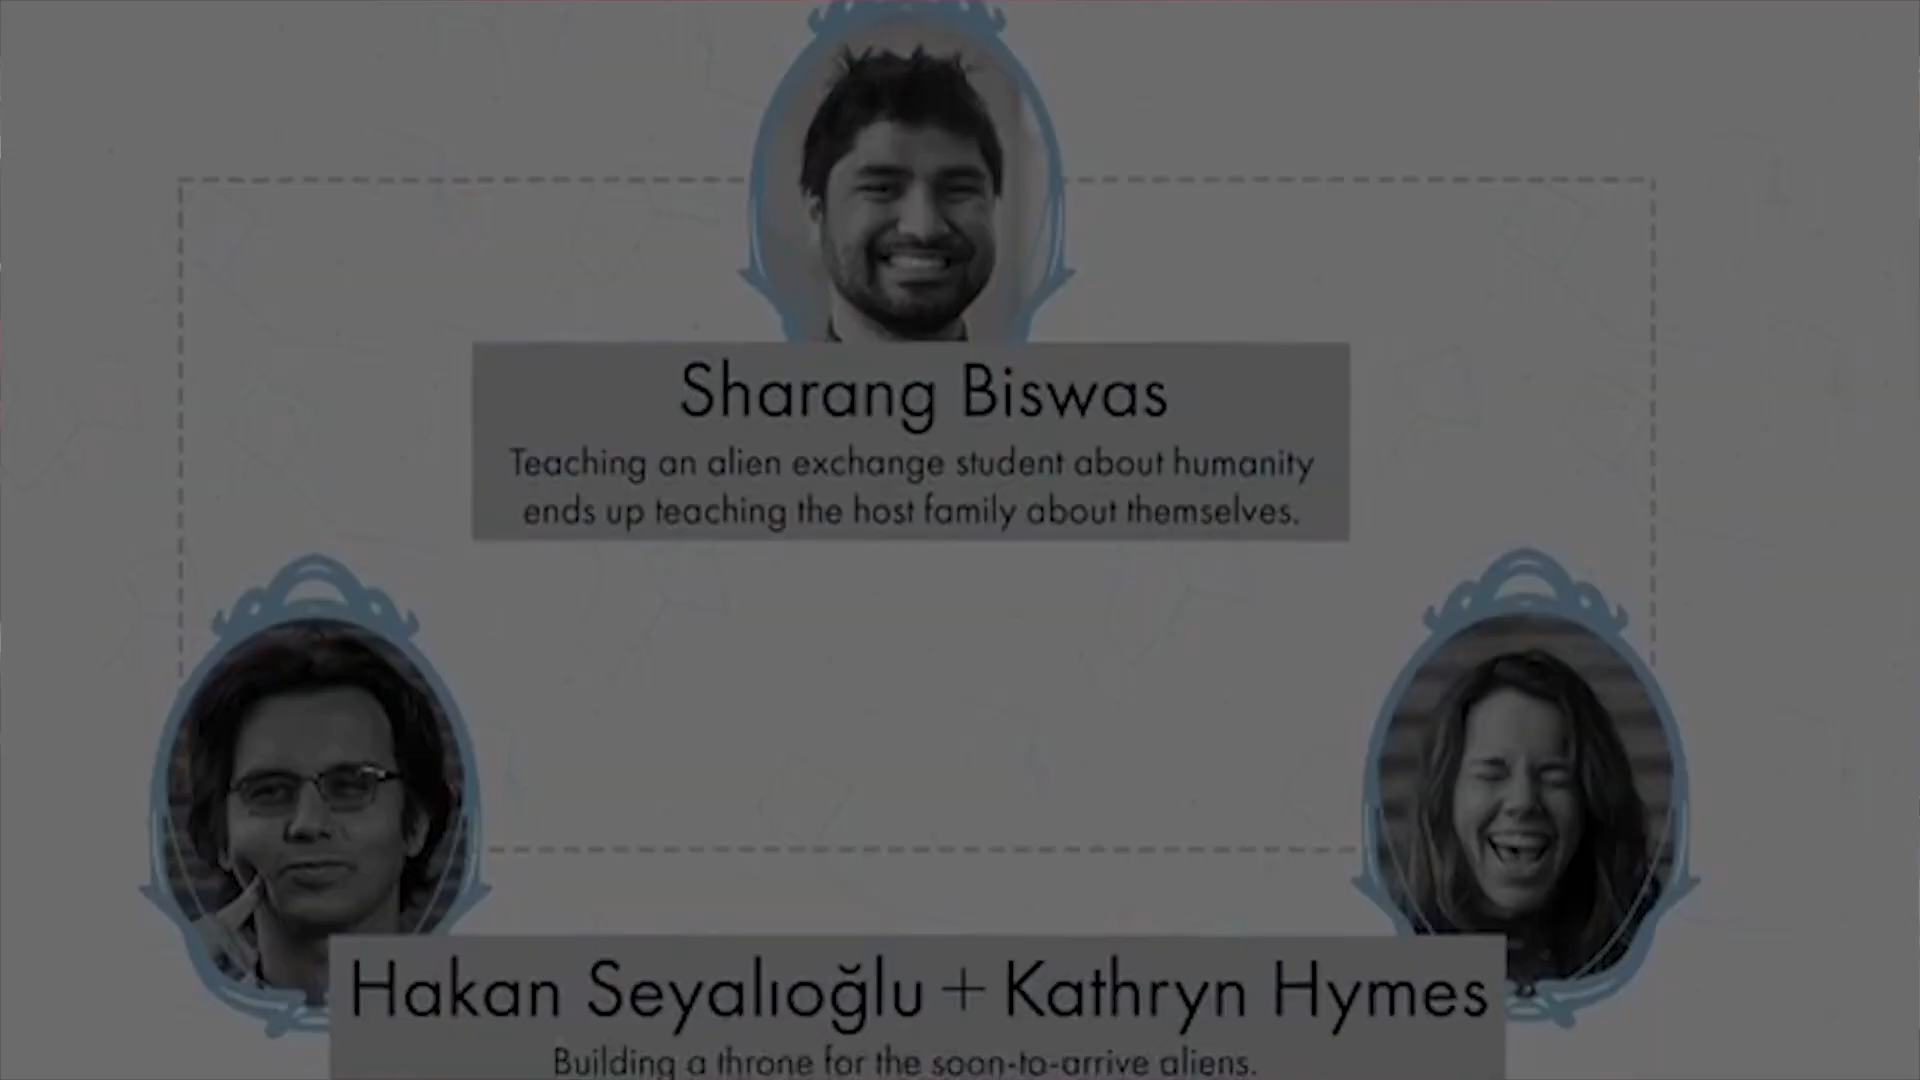 Sharang Biswas
Teaching an alien exchange student about humanity
ends up teaching the host family about themselves.
Hakan Seyalıoğlu + Kathryn Hymes
Building a throne for the soon-to-arrive aliens.